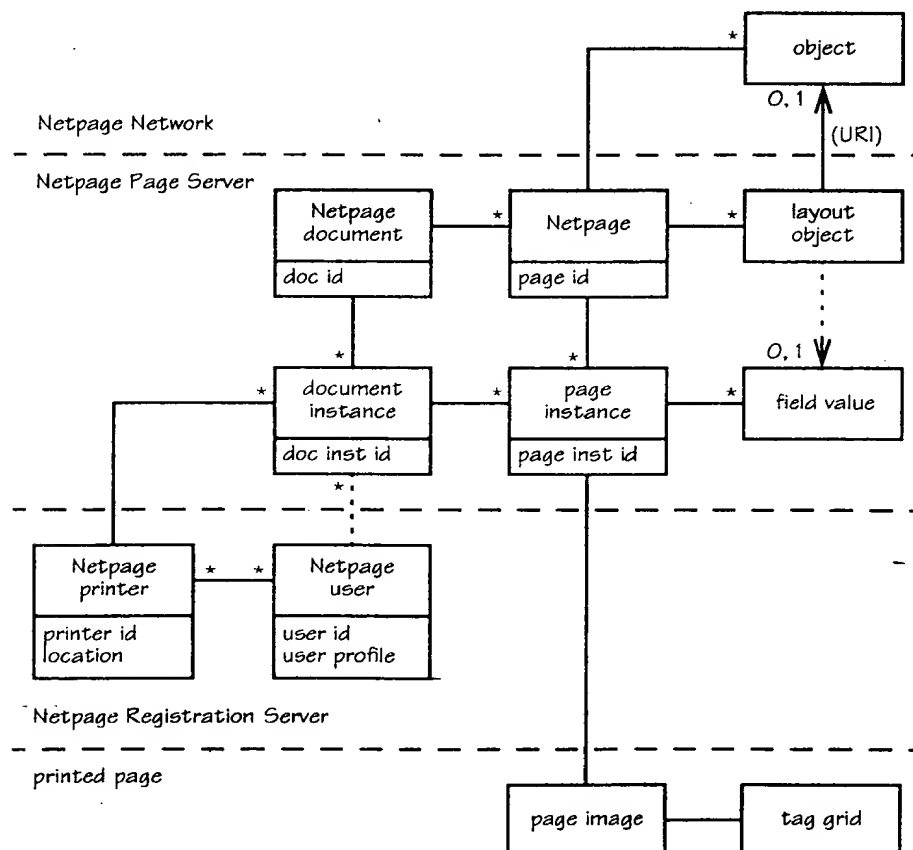 *
object
0, 1
(URI)
Netpage Network
Netpage Page Server
Netpage
document
*
Netpage
*
layout
object
doc id
page id
*
*
0, 1
*
document
instance
*
page
instance
*
field value
doc inst id
page inst id
*
Netpage
printer
* *
Netpage
user
printer id
location
user id
user profile
Netpage Registration Server
printed page
page image
tag grid